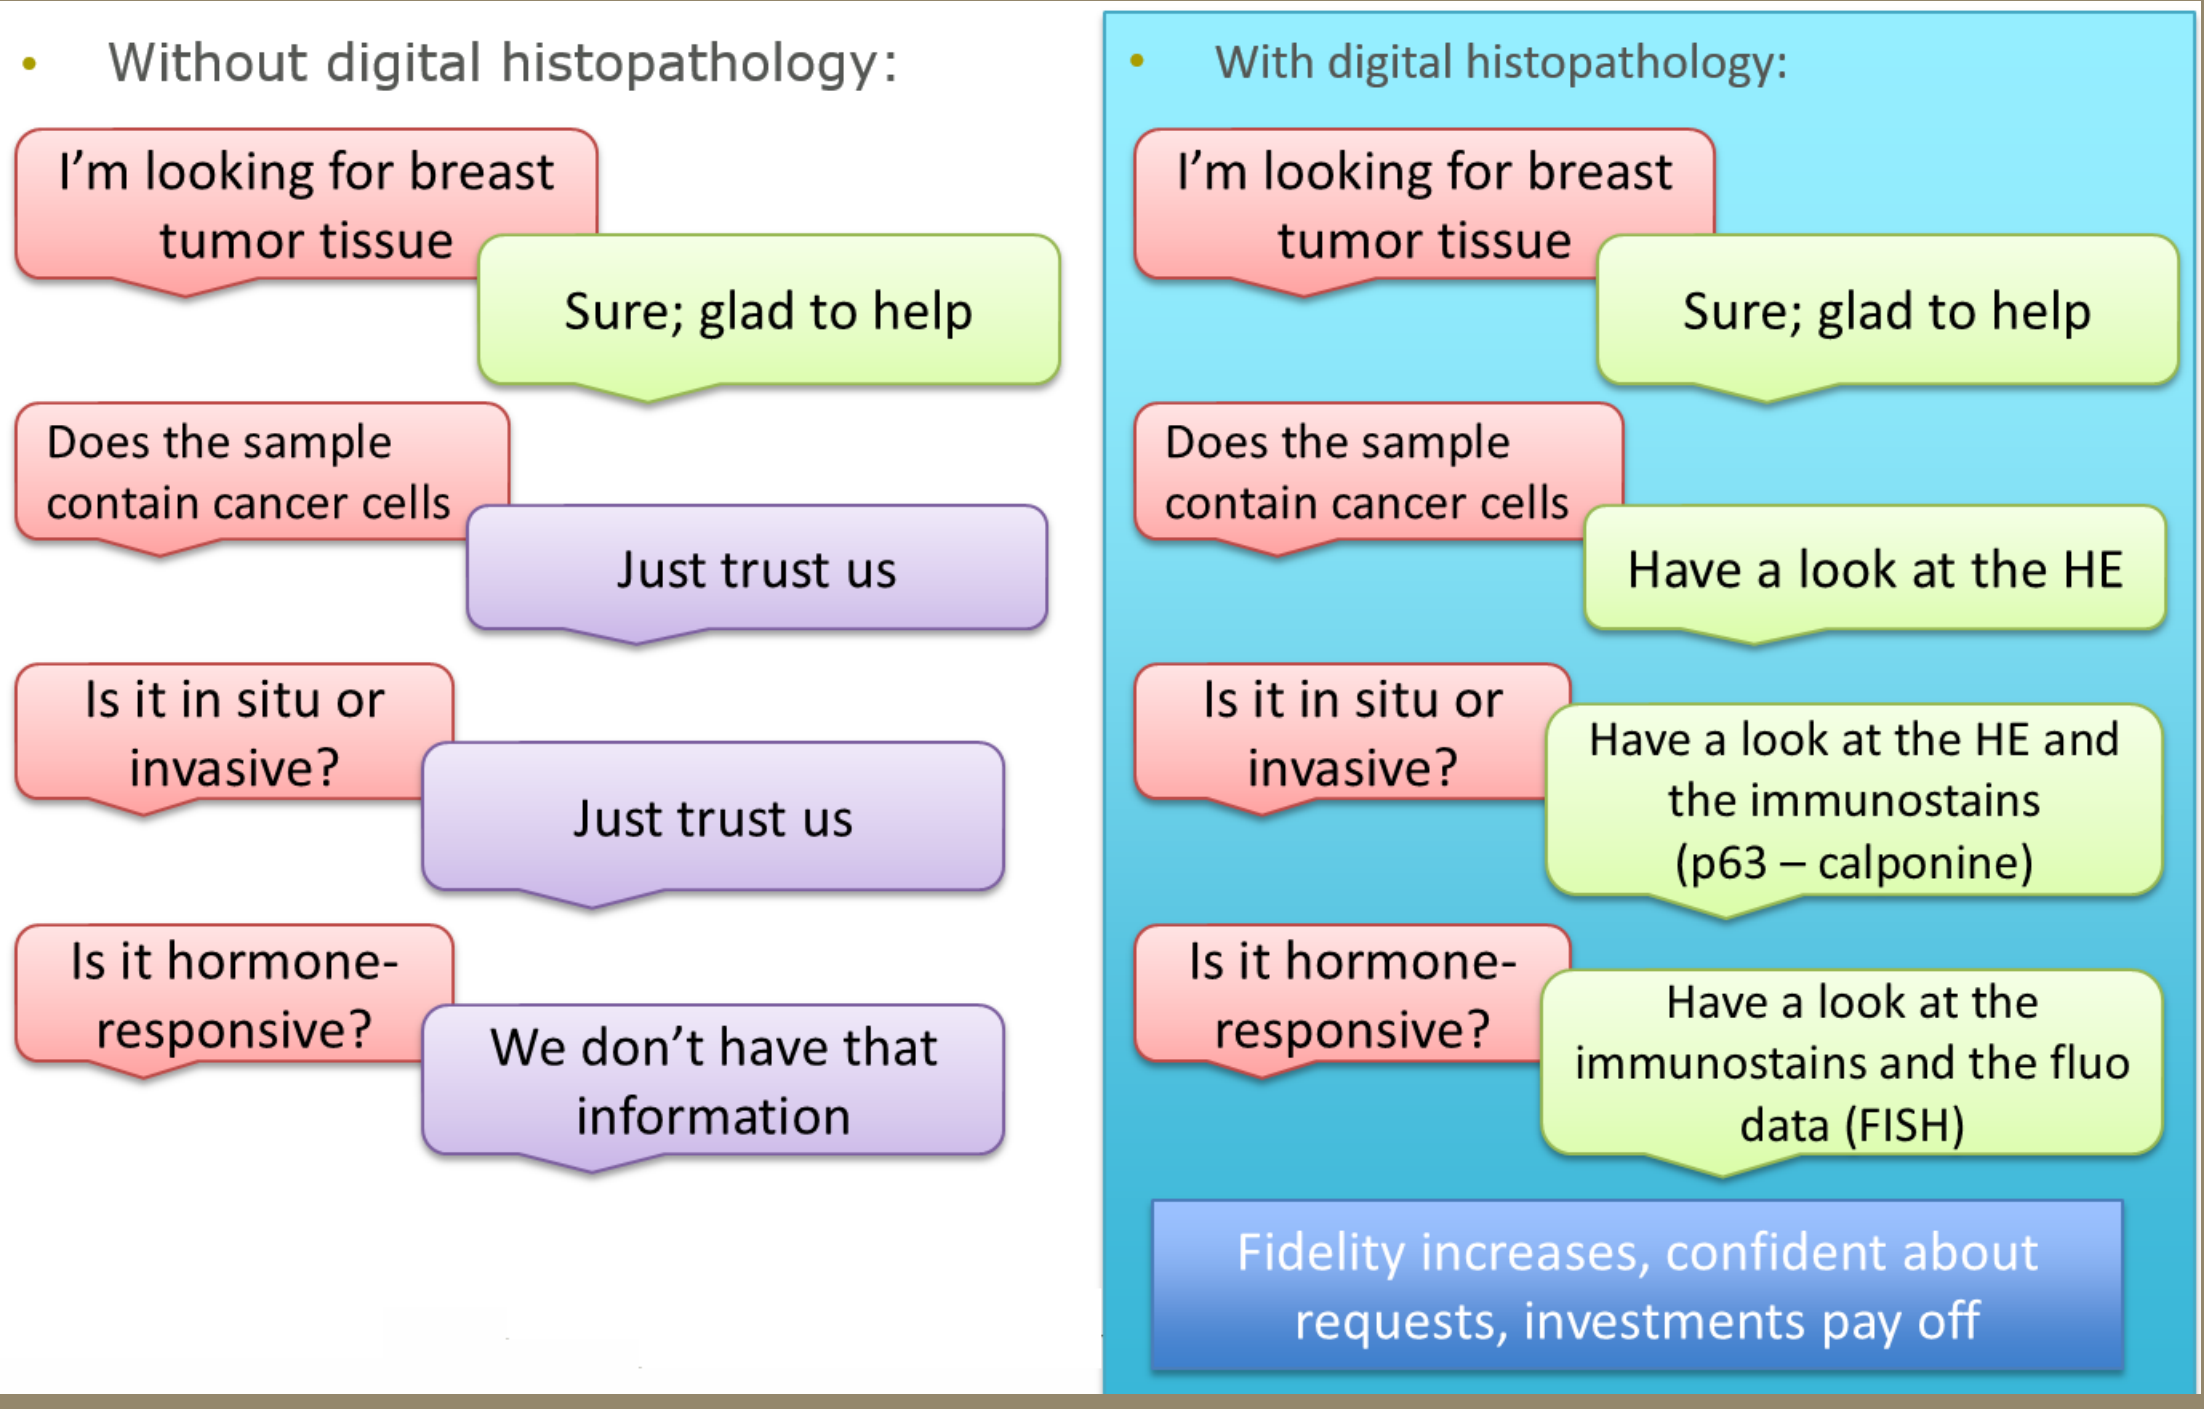 • Without digital histopathology:
I’m looking for breast
tumor tissue
Sure; glad to help
Does the sample
contain cancer cells
Just trust us
Is it in situ or
invasive?
Just trust us
Is it hormone-
responsive?
We don’t have that
information
• With digital histopathology:
I’m looking for breast
tumor tissue
Sure; glad to help
Does the sample
contain cancer cells
Have a look at the HE
Is it in situ or
invasive?
Have a look at the HE and
the immunostains
(p63 – calponine)
Is it hormone-
responsive?
Have a look at the
immunostains and the fluo
data (FISH)
Fidelity increases, confident about
requests, investments pay off